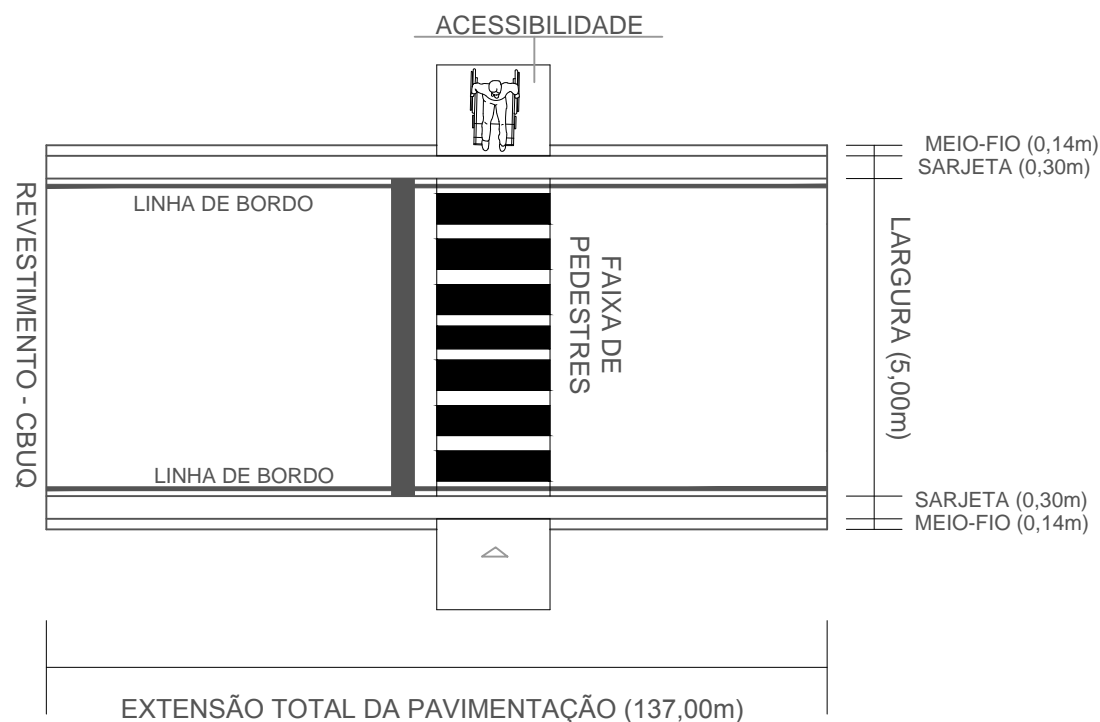 ACESSIBILIDADE
MEIO-FIO (0,14m)
SARJETA (0,30m)
LINHA DE BORDO
REVESTIMENTO - CBUQ
FAIXA DE
PEDESTRES
LARGURA (5,00m)
LINHA DE BORDO
SARJETA (0,30m)
MEIO-FIO (0,14m)
EXTENSÃO TOTAL DA PAVIMENTAÇÃO (137,00m)